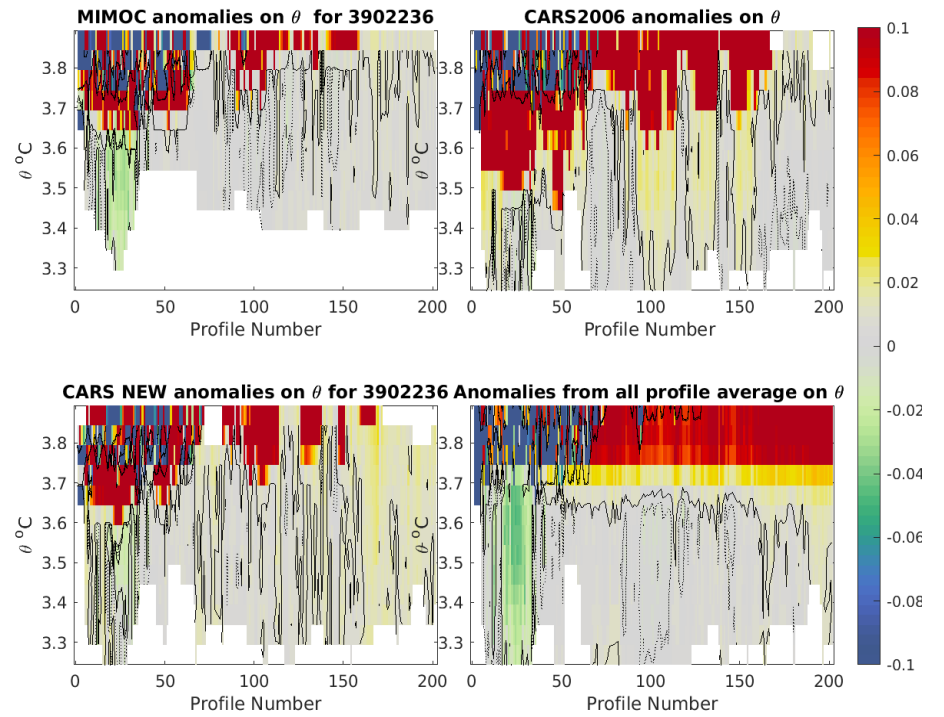 MIMOC anomalies on θ for 3902236
CARS2006 anomalies on θ
θ °C
3.8
3.7
3.6
3.5
3.4
3.3
0 50 100 150 200
Profile Number
θ °C
3.8
3.7
3.6
3.5
3.4
3.3
0 50 100 150 200
Profile Number
CARS NEW anomalies on θ for 3902236
Anomalies from all profile average on θ
θ °C
3.8
3.7
3.6
3.5
3.4
3.3
0 50 100 150 200
Profile Number
θ °C
3.8
3.7
3.6
3.5
3.4
3.3
0 50 100 150 200
Profile Number
0.1
0.08
0.06
0.04
0.02
0
-0.02
-0.04
-0.06
-0.08
-0.1